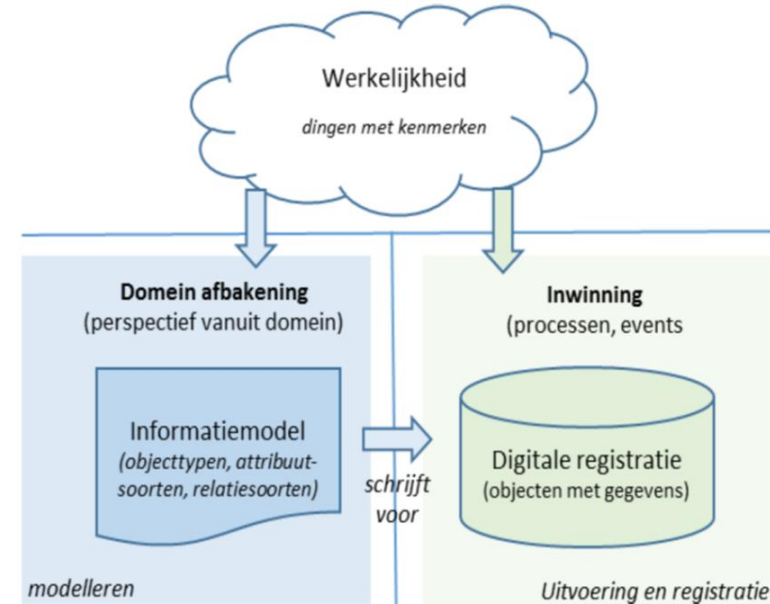 Werkelijkheid
dingen met kenmerken
Domein afbakening
(perspectief vanuit domein)
Informatiemodel
(objecttypen, attribuut-
soorten, relatiesoorten)
modelleren
schrijft
voor
Inwinning
(processen, events
Digitale registratie
(objecten met gegevens)
Uitvoering en registratie